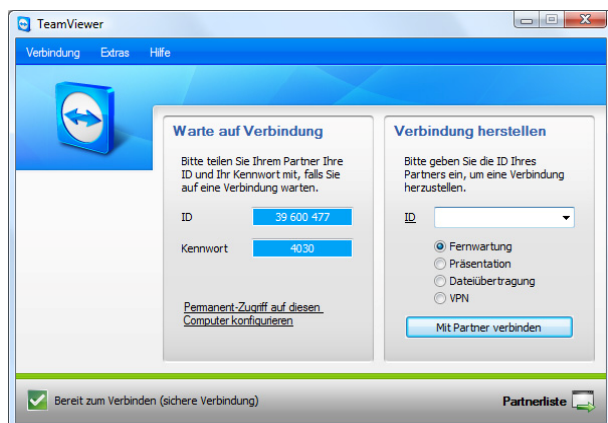 TeamViewer
Verbindung Extras Hilfe
Warte auf Verbindung
Bitte teilen Sie Ihrem Partner Ihre
ID und Ihr Kennwort mit, falls Sie
auf eine Verbindung warten.
ID 39 600 477
Kennwort 4030
Permanent-Zugriff auf diesen
Computer konfigurieren
Verbindung herstellen
Bitte geben Sie die ID Ihres
Partners ein, um eine Verbindung
herzustellen.
ID
Fernwartung
Präsentation
Dateiübertragung
VPN
Mit Partner verbinden
Bereit zum Verbinden (sichere Verbindung)
Partnerliste